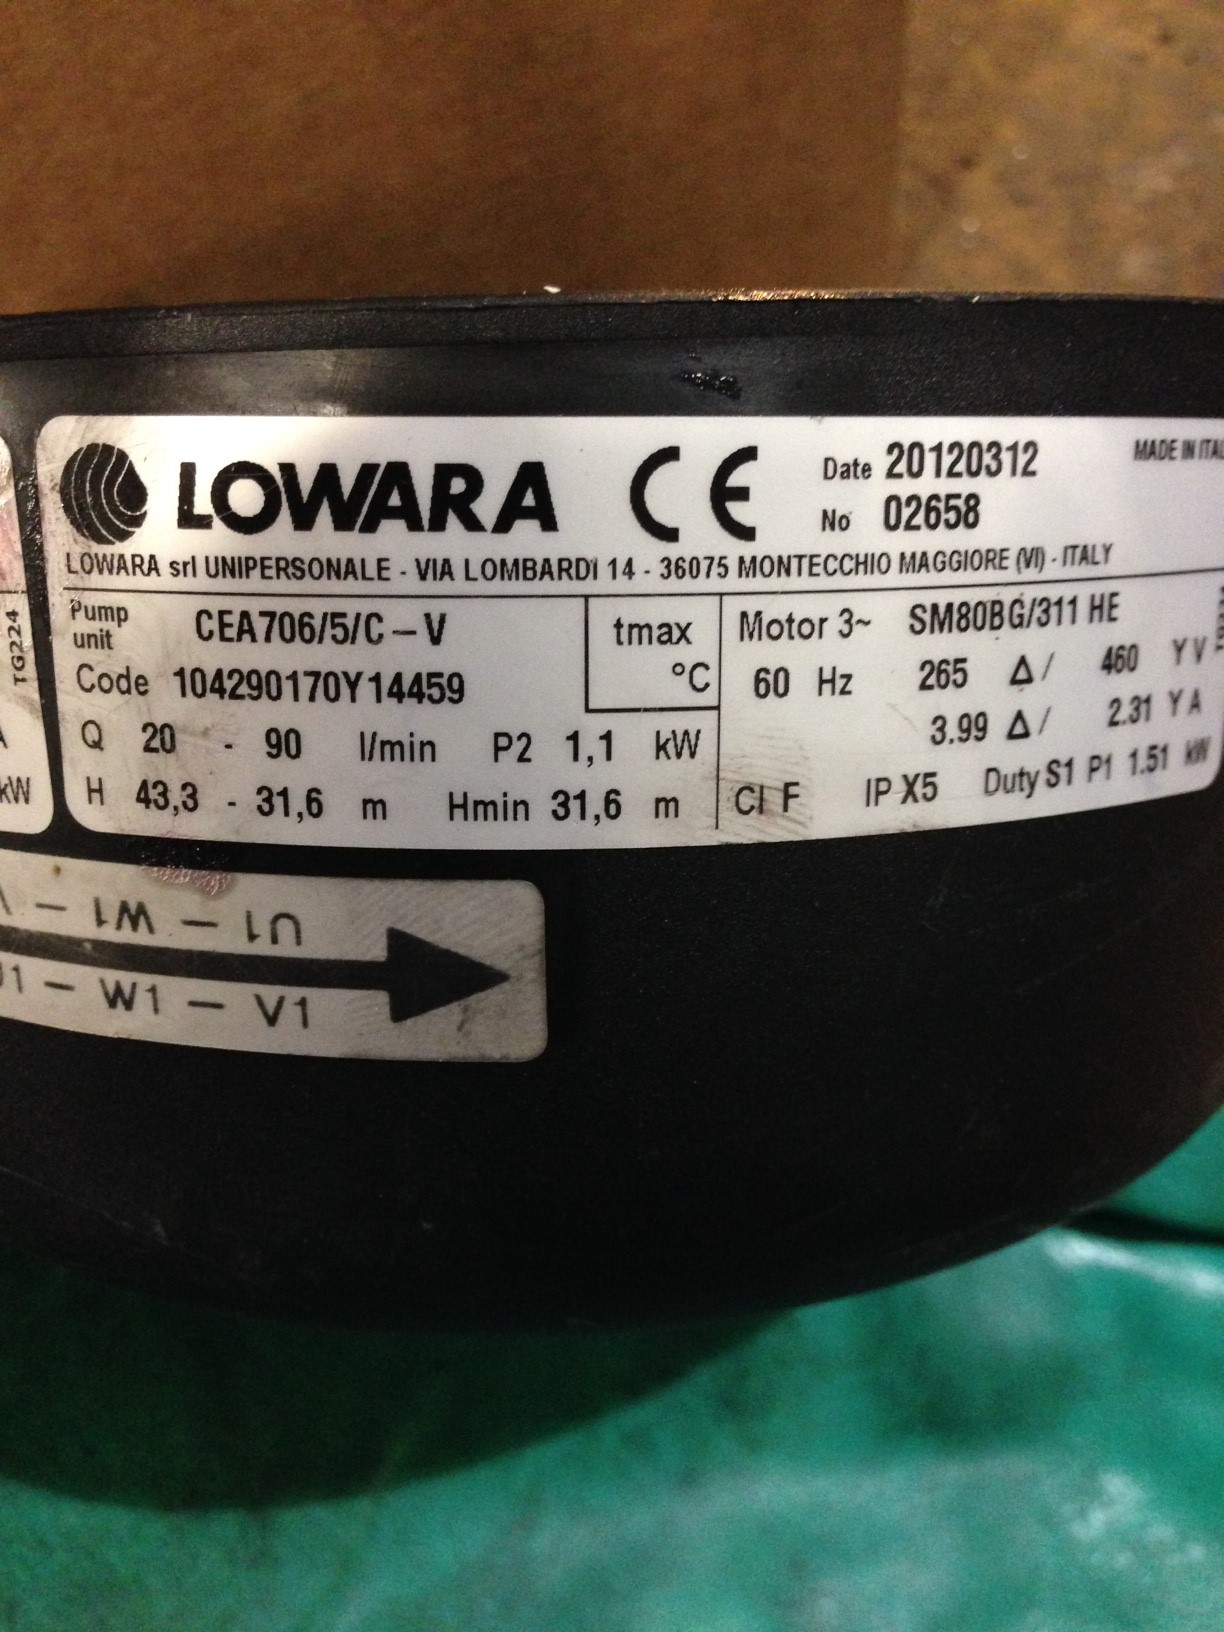 LOWARA CE Date 20120312 MADE IN ITA
No 02658
LOWARA srl UNIPERSONALE - VIA LOMBARDI 14 - 36075 MONTECCHIO MAGGIORE (VI) - ITALY
Pump unit CEA706/5/C – V
Code 104290170Y14459
Q 20 - 90 l/min P2 1,1 kW
H 43,3 - 31,6 m Hmin 31,6 m
tmax
°C
Motor 3~ SM80BG/311 HE
60 Hz 265 Δ/ 460 Y V
3.99 Δ/ 2.31 Y A
Cl F IP X5 Duty S1 P1 1.51 kW
TG224
A
kW
– W1 – U1
– W1 – V1